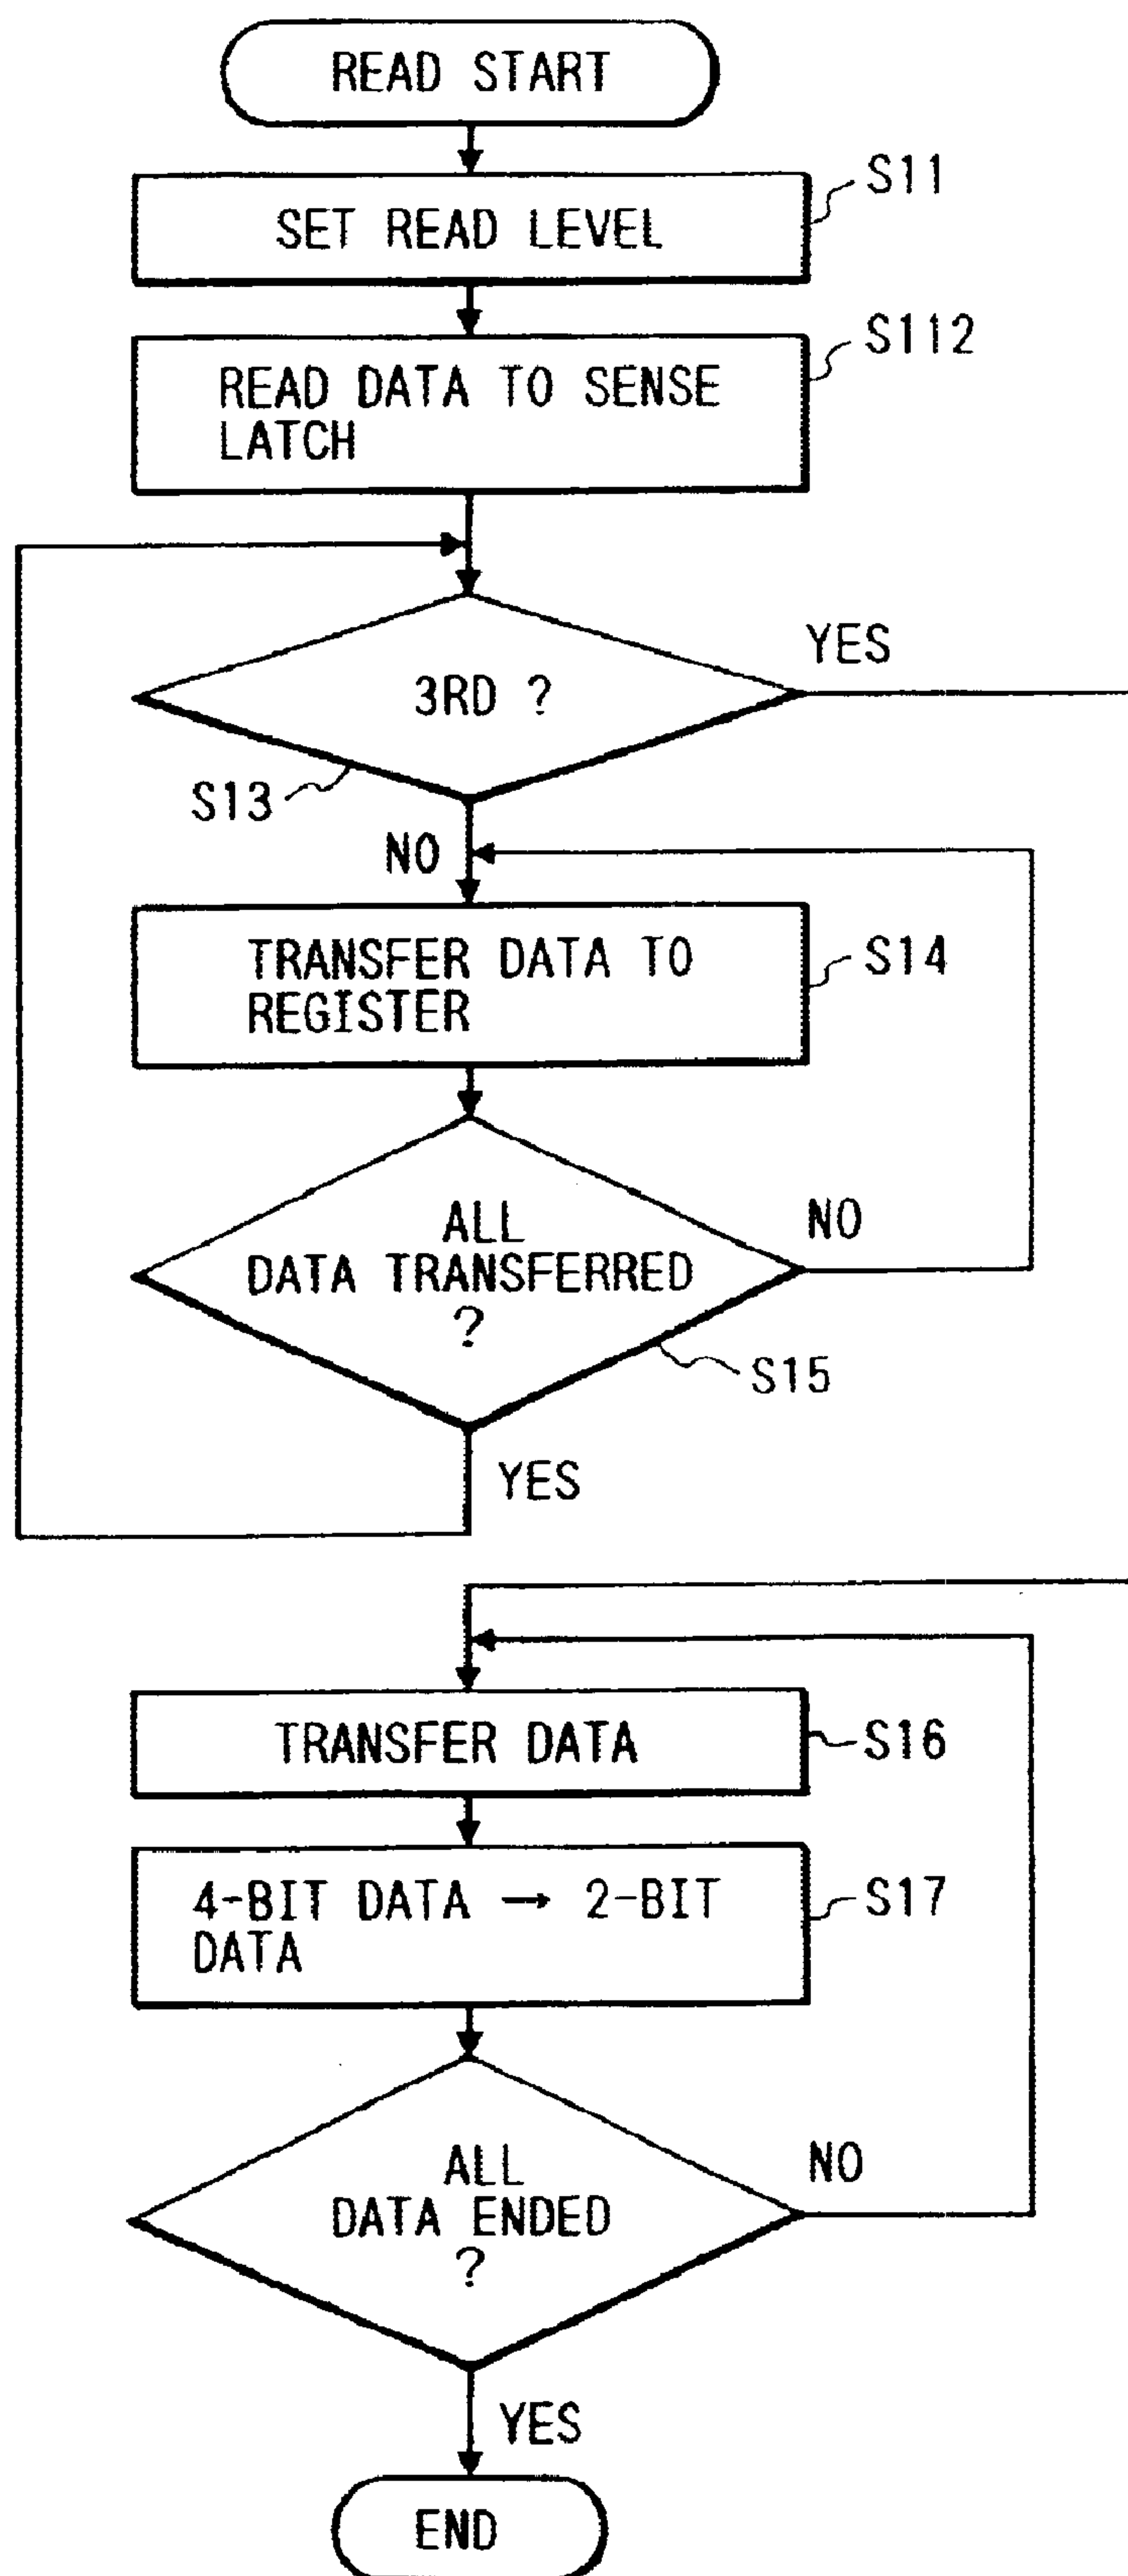 READ START
SET READ LEVEL
S11
READ DATA TO SENSE
LATCH
S112
3RD ?
YES
S13
NO
TRANSFER DATA TO
REGISTER
S14
ALL
DATA TRANSFERRED
?
NO
S15
YES
TRANSFER DATA
S16
4-BIT DATA → 2-BIT
DATA
S17
ALL
DATA ENDED
?
NO
YES
END